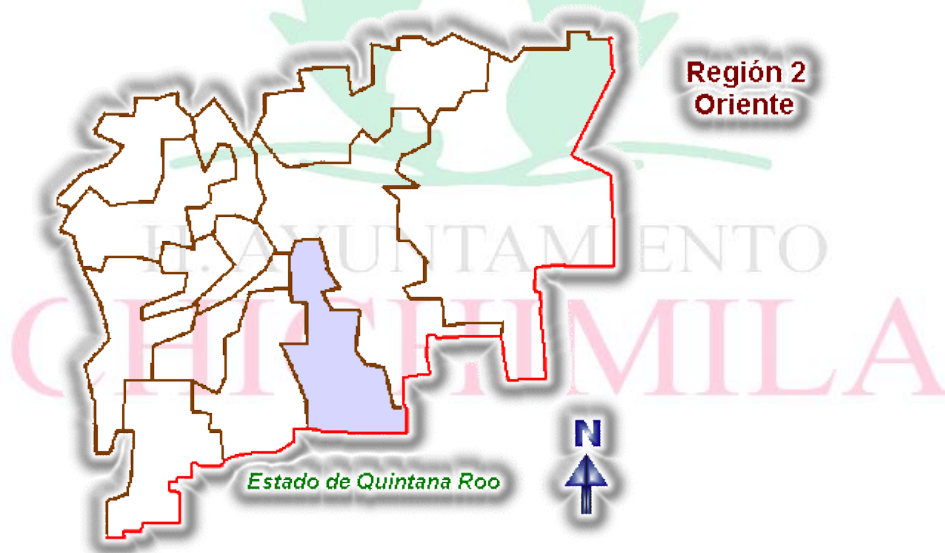 Región 2
Oriente
H. AYUNTAMIENTO
CHICHIMILA
N
Estado de Quintana Roo